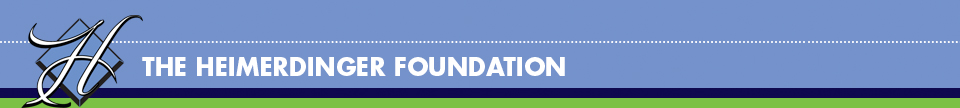 H
THE HEIMERDINGER FOUNDATION